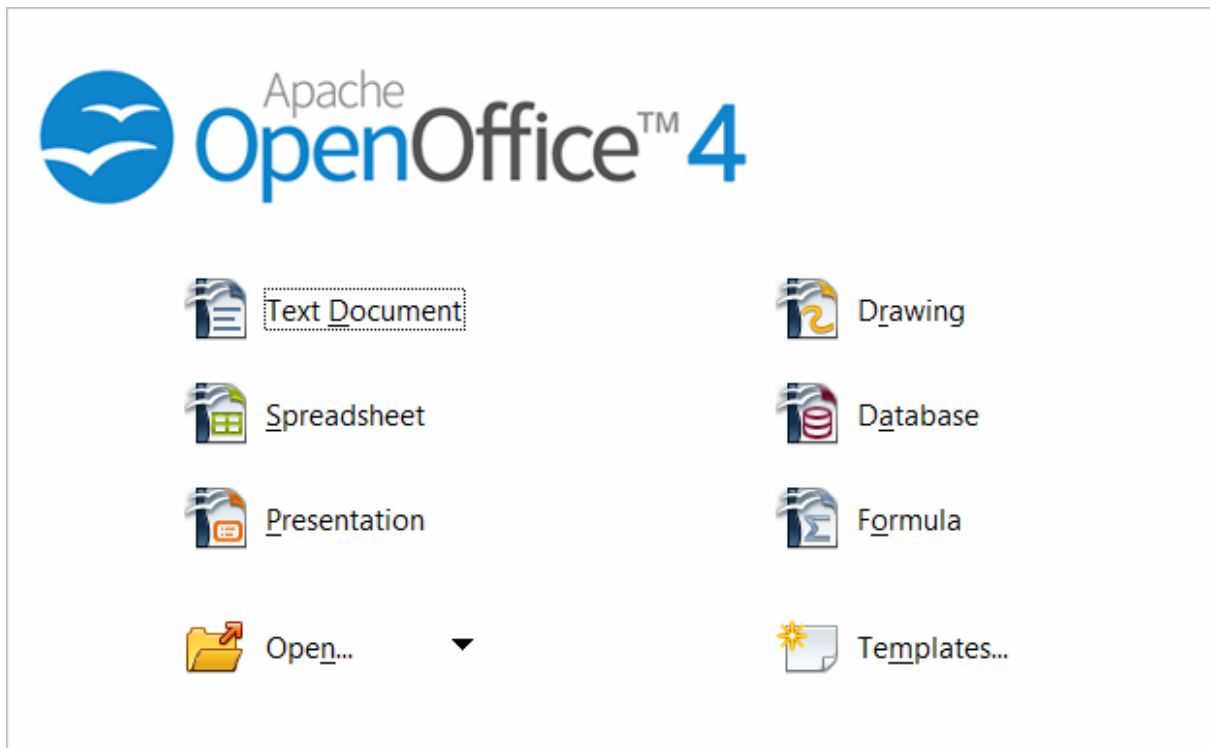 Apache
OpenOffice™ 4
Text Document
Drawing
Spreadsheet
Database
Presentation
Formula
Open...
Templates...